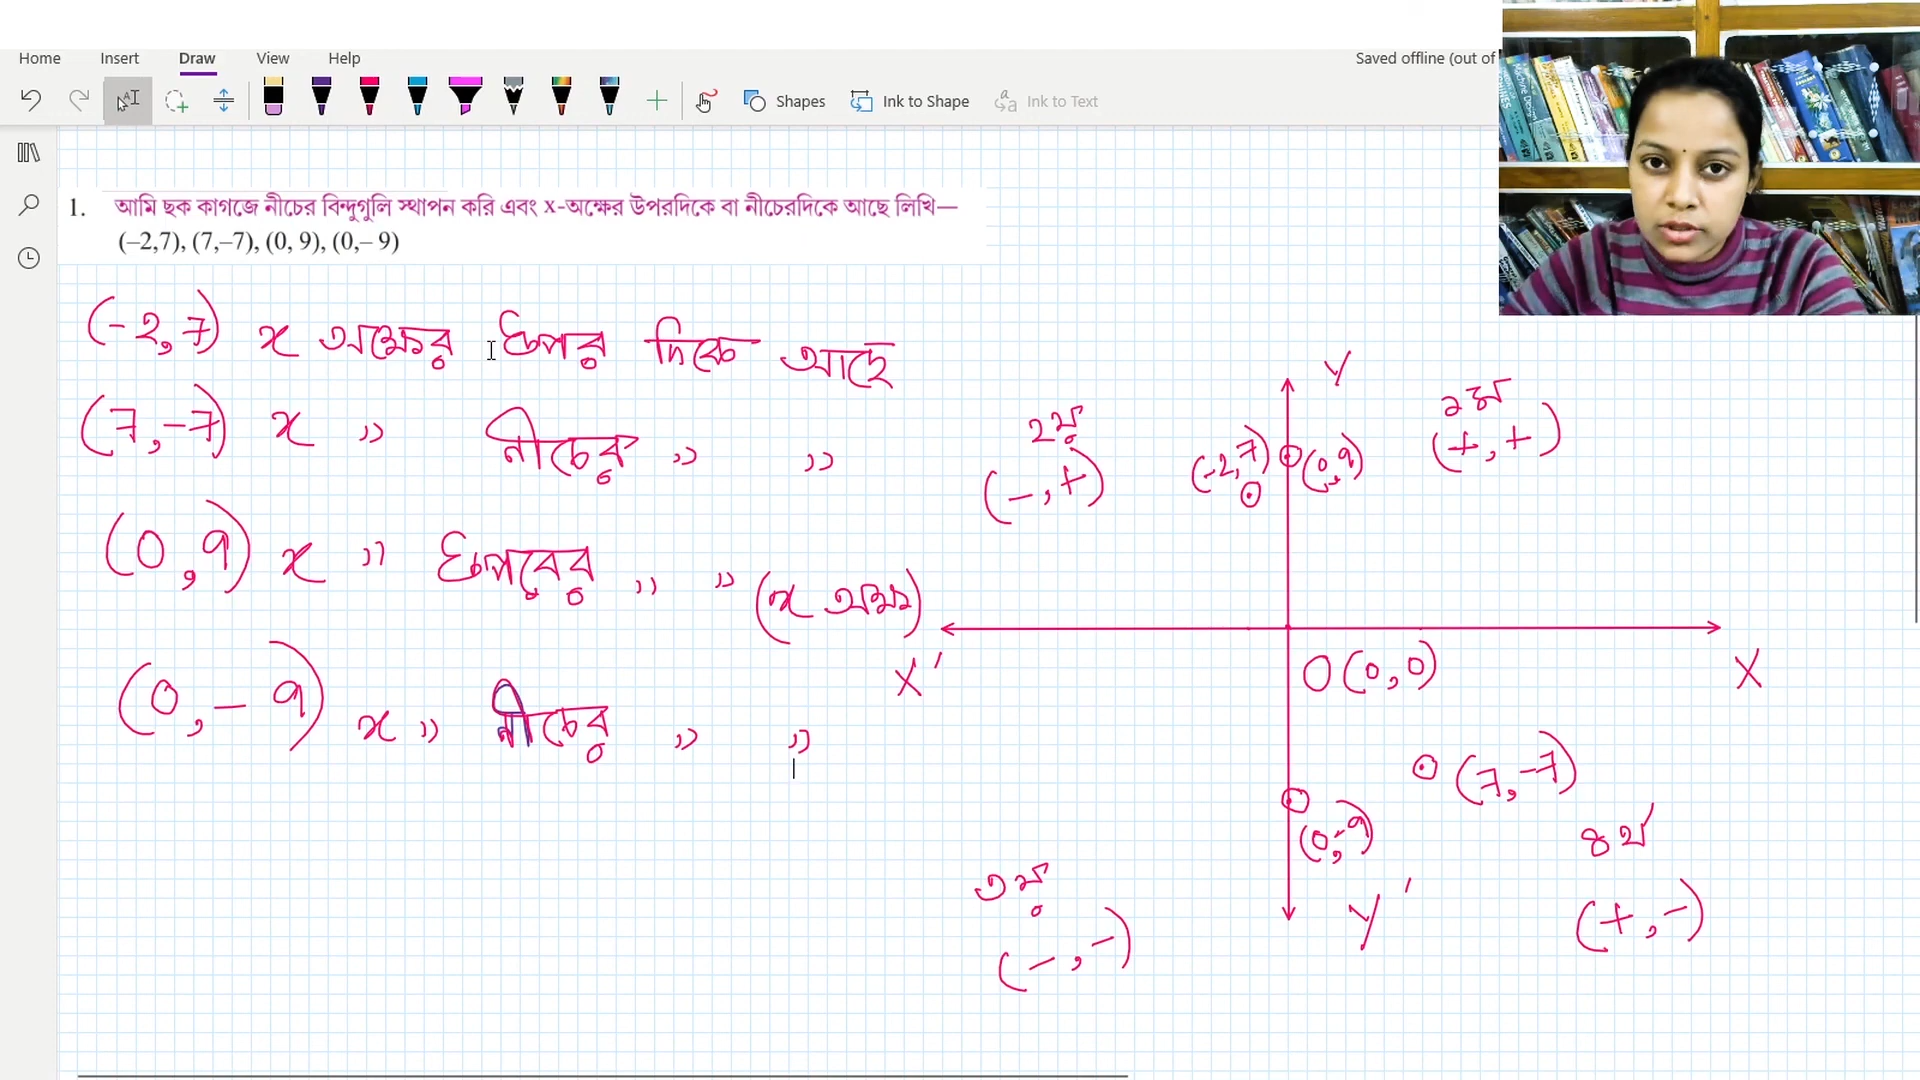 Home Insert Draw View Help Saved offline (out of
Shapes Ink to Shape Ink to Text
1. আমি ছক কাগজে নীচের বিন্দুগুলি স্থাপন করি এবং x-অক্ষের উপরদিকে বা নীচেরদিকে আছে লিখি—
(–2,7), (7,–7), (0, 9), (0,– 9)
(-2,7) x অক্ষের উপর দিকে আছে
(7,-7) x " নীচের " "
(0,9) x " উপরের " " (x অক্ষ)
(0,-9) x " নীচের " "
Y
২য় (-,+)
(-2,7) (0,9)
১ম (+,+)
X' O(0,0) X
(7,-7)
(0,-9)
৩য় (-,-)
Y'
৪র্থ (+,-)